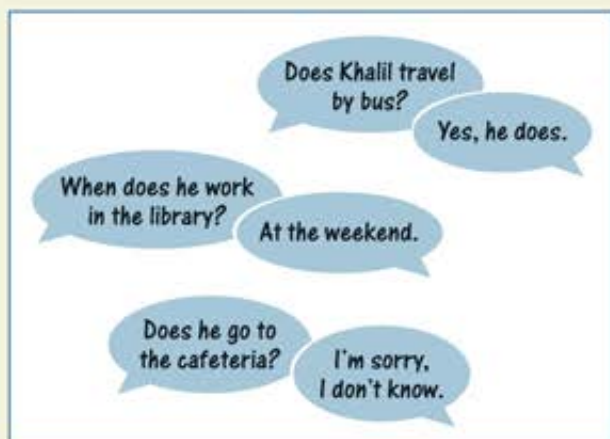 Does Khalil travel
by bus?
Yes, he does.
When does he work
in the library?
At the weekend.
Does he go to
the cafeteria?
I'm sorry,
I don't know.